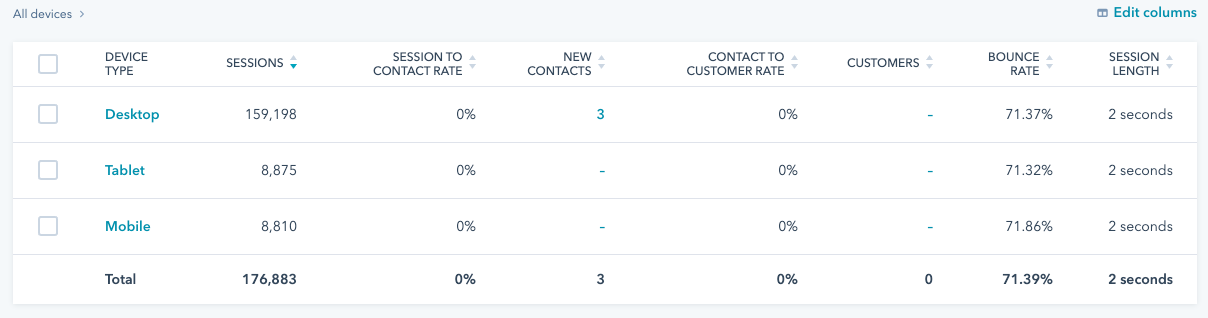 All devices
Edit columns
DEVICE TYPE SESSIONS SESSION TO CONTACT RATE NEW CONTACTS CONTACT TO CUSTOMER RATE CUSTOMERS BOUNCE RATE SESSION LENGTH
Desktop 159,198 0% 3 0% – 71.37% 2 seconds
Tablet 8,875 0% – 0% – 71.32% 2 seconds
Mobile 8,810 0% – 0% – 71.86% 2 seconds
Total 176,883 0% 3 0% 0 71.39% 2 seconds